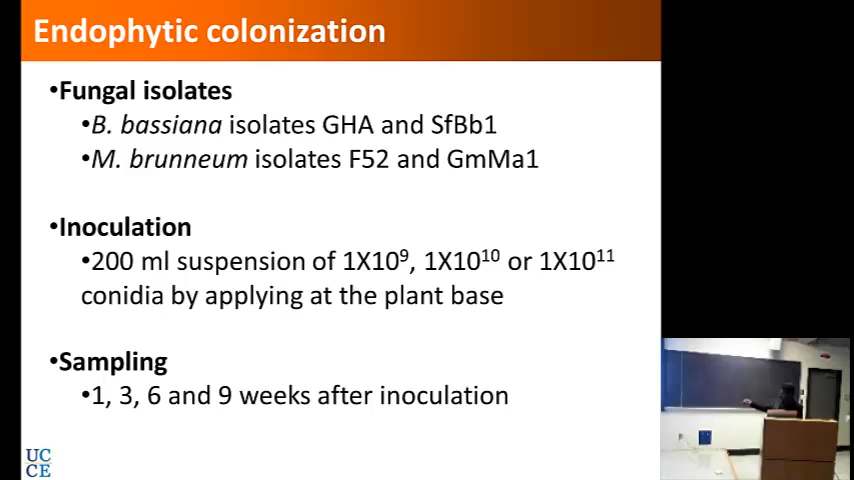 Endophytic colonization
•Fungal isolates
•B. bassiana isolates GHA and SfBb1
•M. brunneum isolates F52 and GmMa1
•Inoculation
•200 ml suspension of 1X10⁹, 1X10¹⁰ or 1X10¹¹
conidia by applying at the plant base
•Sampling
•1, 3, 6 and 9 weeks after inoculation
UC
CE